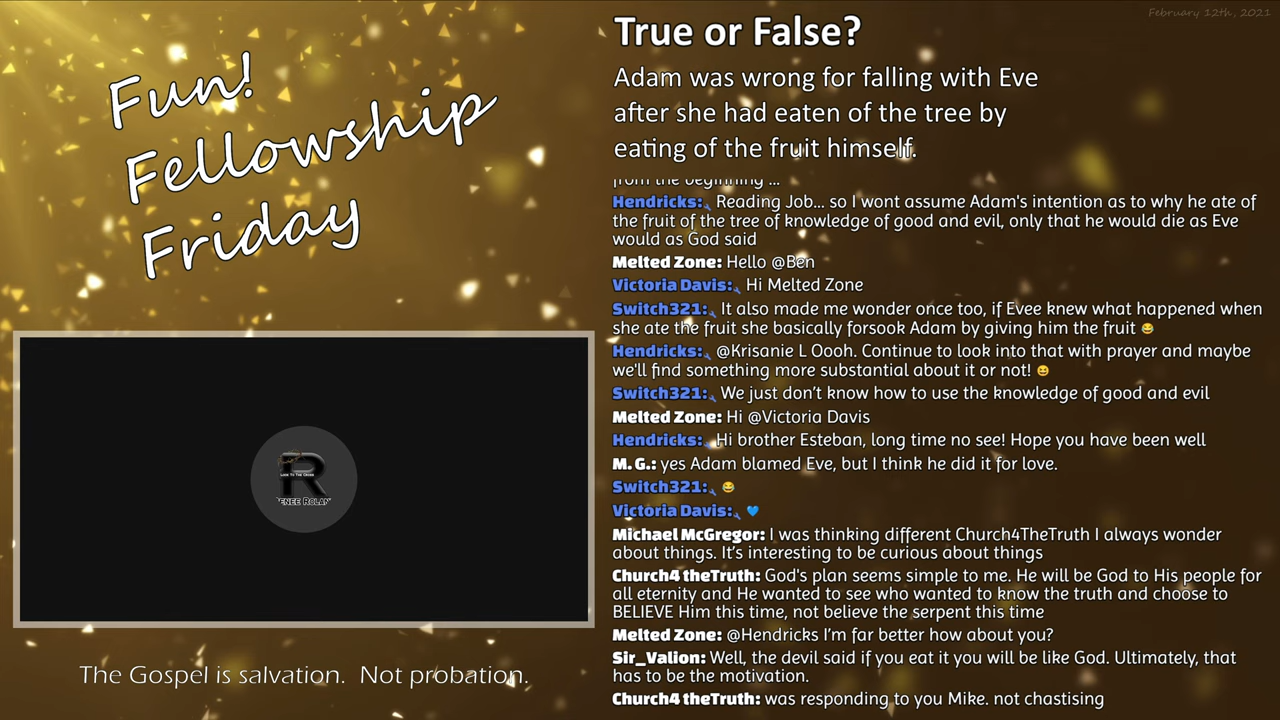 February 12th, 2021
Fun!
Fellowship
Friday
True or False?
Adam was wrong for falling with Eve
after she had eaten of the tree by
eating of the fruit himself.
from the beginning ...
Hendricks: Reading Job... so I wont assume Adam's intention as to why he ate of
the fruit of the tree of knowledge of good and evil, only that he would die as Eve
would as God said
Melted Zone: Hello @Ben
Victoria Davis: Hi Melted Zone
Switch321: It also made me wonder once too, if Evee knew what happened when
she ate the fruit she basically forsook Adam by giving him the fruit 😂
Hendricks: @Krisanie L Oooh. Continue to look into that with prayer and maybe
we'll find something more substantial about it or not! 😄
Switch321: We just don't know how to use the knowledge of good and evil
Melted Zone: Hi @Victoria Davis
Hendricks: Hi brother Esteban, long time no see! Hope you have been well
M. G.: yes Adam blamed Eve, but I think he did it for love.
Switch321: 😂
Victoria Davis: 💙
Michael McGregor: I was thinking different Church4TheTruth I always wonder
about things. It's interesting to be curious about things
Church4theTruth: God's plan seems simple to me. He will be God to His people for
all eternity and He wanted to see who wanted to know the truth and choose to
BELIEVE Him this time, not believe the serpent this time
Melted Zone: @Hendricks I'm far better how about you?
Sir_Valion: Well, the devil said if you eat it you will be like God. Ultimately, that
has to be the motivation.
Church4theTruth: was responding to you Mike. not chastising
R
Look To The Cross
The Gospel is salvation. Not probation.